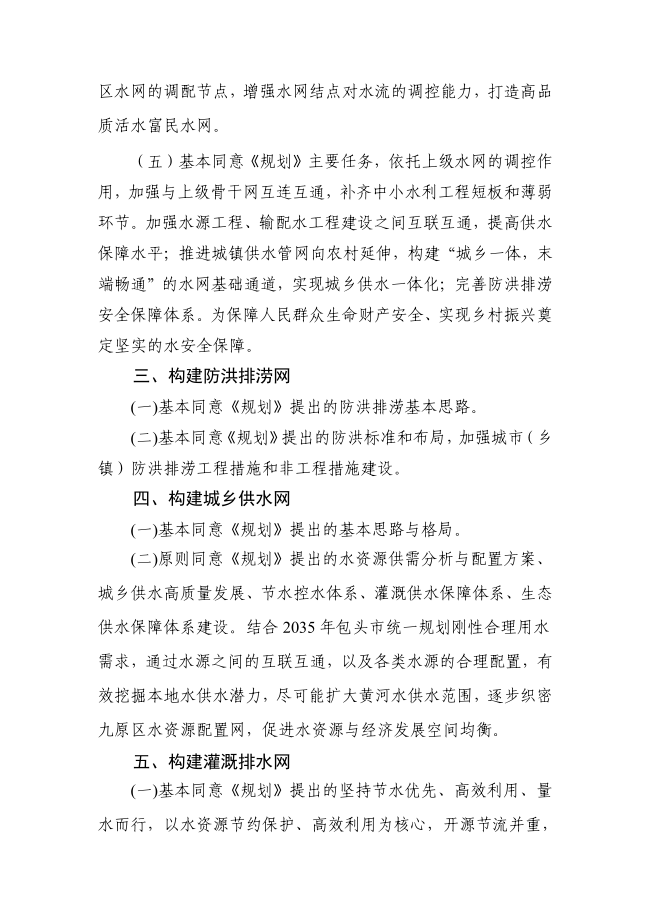 区水网的调配节点，增强水网结点对水流的调控能力，打造高品
质活水富民水网。
（五）基本同意《规划》主要任务，依托上级水网的调控作
用，加强与上级骨干网互连互通，补齐中小水利工程短板和薄弱
环节。加强水源工程、输配水工程建设之间互联互通，提高供水
保障水平；推进城镇供水管网向农村延伸，构建“城乡一体，末
端畅通”的水网基础通道，实现城乡供水一体化；完善防洪排涝
安全保障体系。为保障人民群众生命财产安全、实现乡村振兴奠
定坚实的水安全保障。
三、构建防洪排涝网
(一)基本同意《规划》提出的防洪排涝基本思路。
(二)基本同意《规划》提出的防洪标准和布局，加强城市（乡
镇）防洪排涝工程措施和非工程措施建设。
四、构建城乡供水网
(一)基本同意《规划》提出的基本思路与格局。
(二)原则同意《规划》提出的水资源供需分析与配置方案、
城乡供水高质量发展、节水控水体系、灌溉供水保障体系、生态
供水保障体系建设。结合 2035 年包头市统一规划刚性合理用水
需求，通过水源之间的互联互通，以及各类水源的合理配置，有
效挖掘本地水供水潜力，尽可能扩大黄河水供水范围，逐步织密
九原区水资源配置网，促进水资源与经济发展空间均衡。
五、构建灌溉排水网
(一)基本同意《规划》提出的坚持节水优先、高效利用、量
水而行，以水资源节约保护、高效利用为核心，开源节流并重，